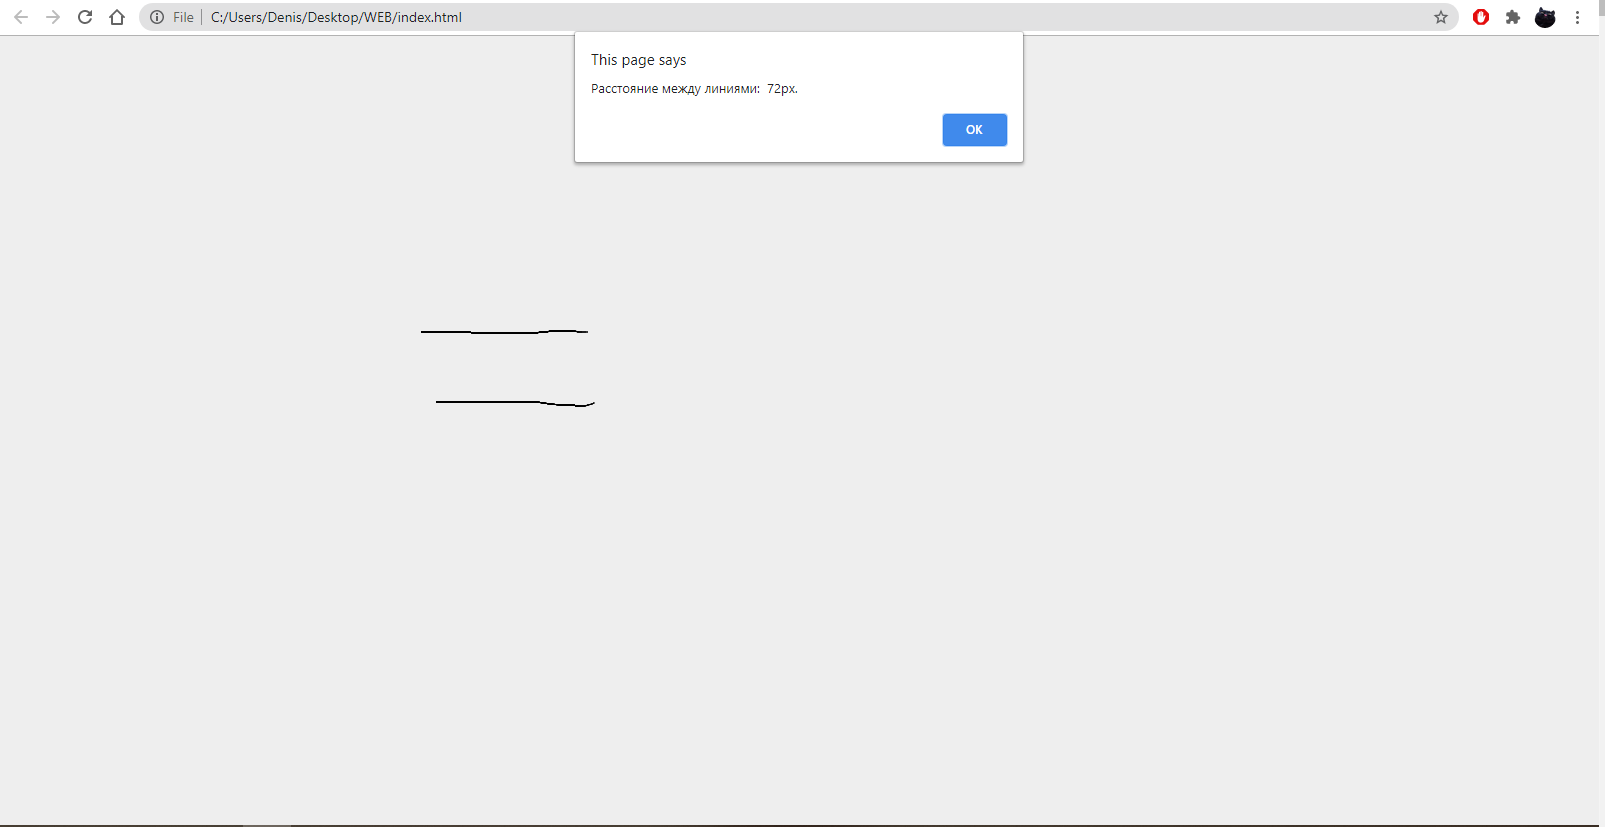 File
C:/Users/Denis/Desktop/WEB/index.html
This page says
Расстояние между линиями:  72px.
OK